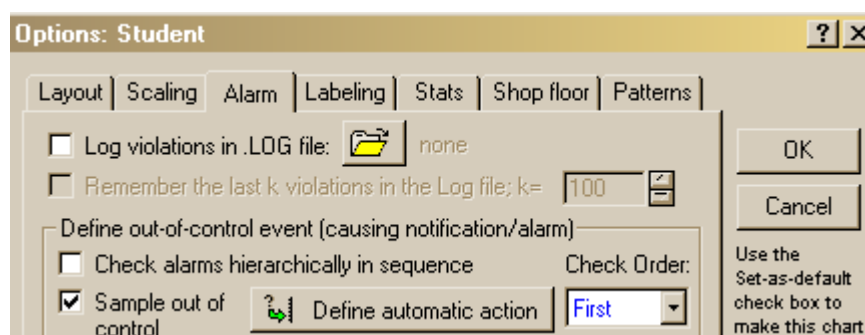 Options: Student
Layout Scaling Alarm Labeling Stats Shop floor Patterns
Log violations in .LOG file: none
Remember the last k violations in the Log file; k= 100
OK
Cancel
Define out-of-control event (causing notification/alarm)
Check alarms hierarchically in sequence Check Order:
Sample out of control Define automatic action First
Use the
Set-as-default
check box to
make this chart